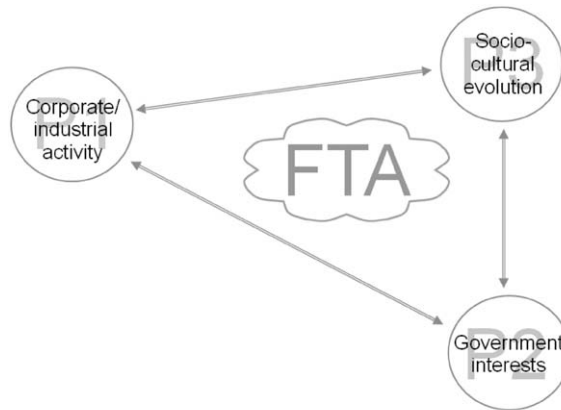 P3
Socio-
cultural
evolution
P1
Corporate/
industrial
activity
FTA
P2
Government
interests